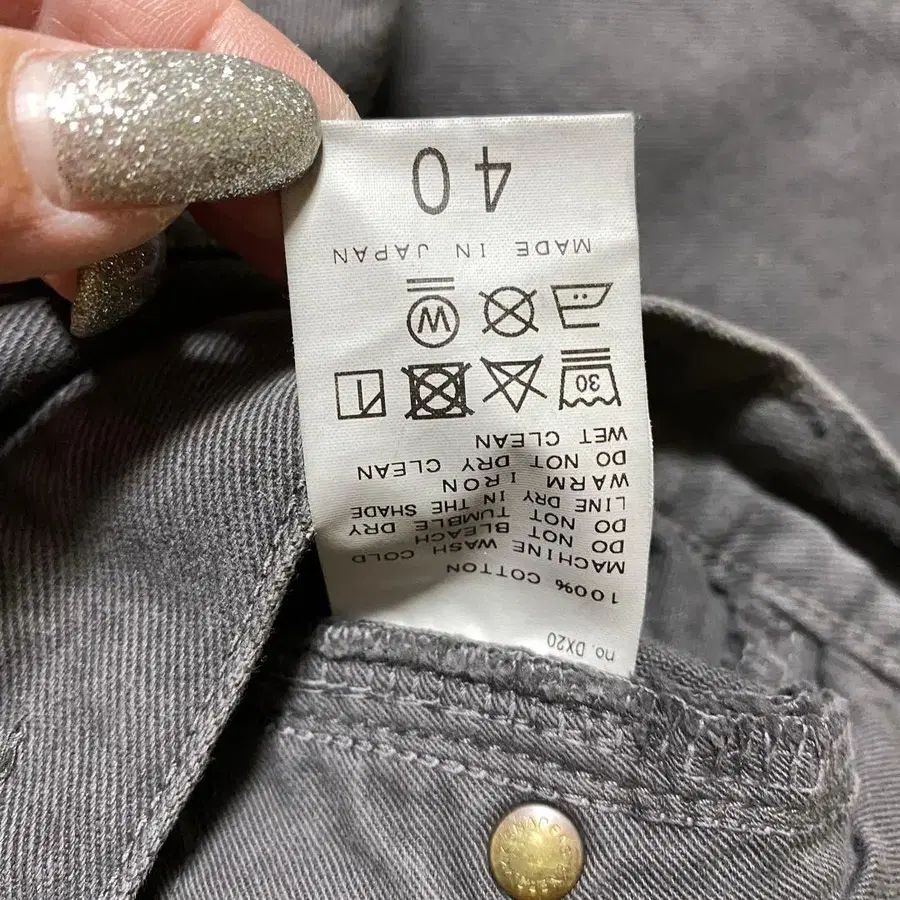 no. DX20
100% COTTON
MACHINE WASH COLD
DO NOT BLEACH
DO NOT TUMBLE DRY
LINE DRY IN THE SHADE
WARM IRON
DO NOT DRY CLEAN
WET CLEAN
30
W
MADE IN JAPAN
40